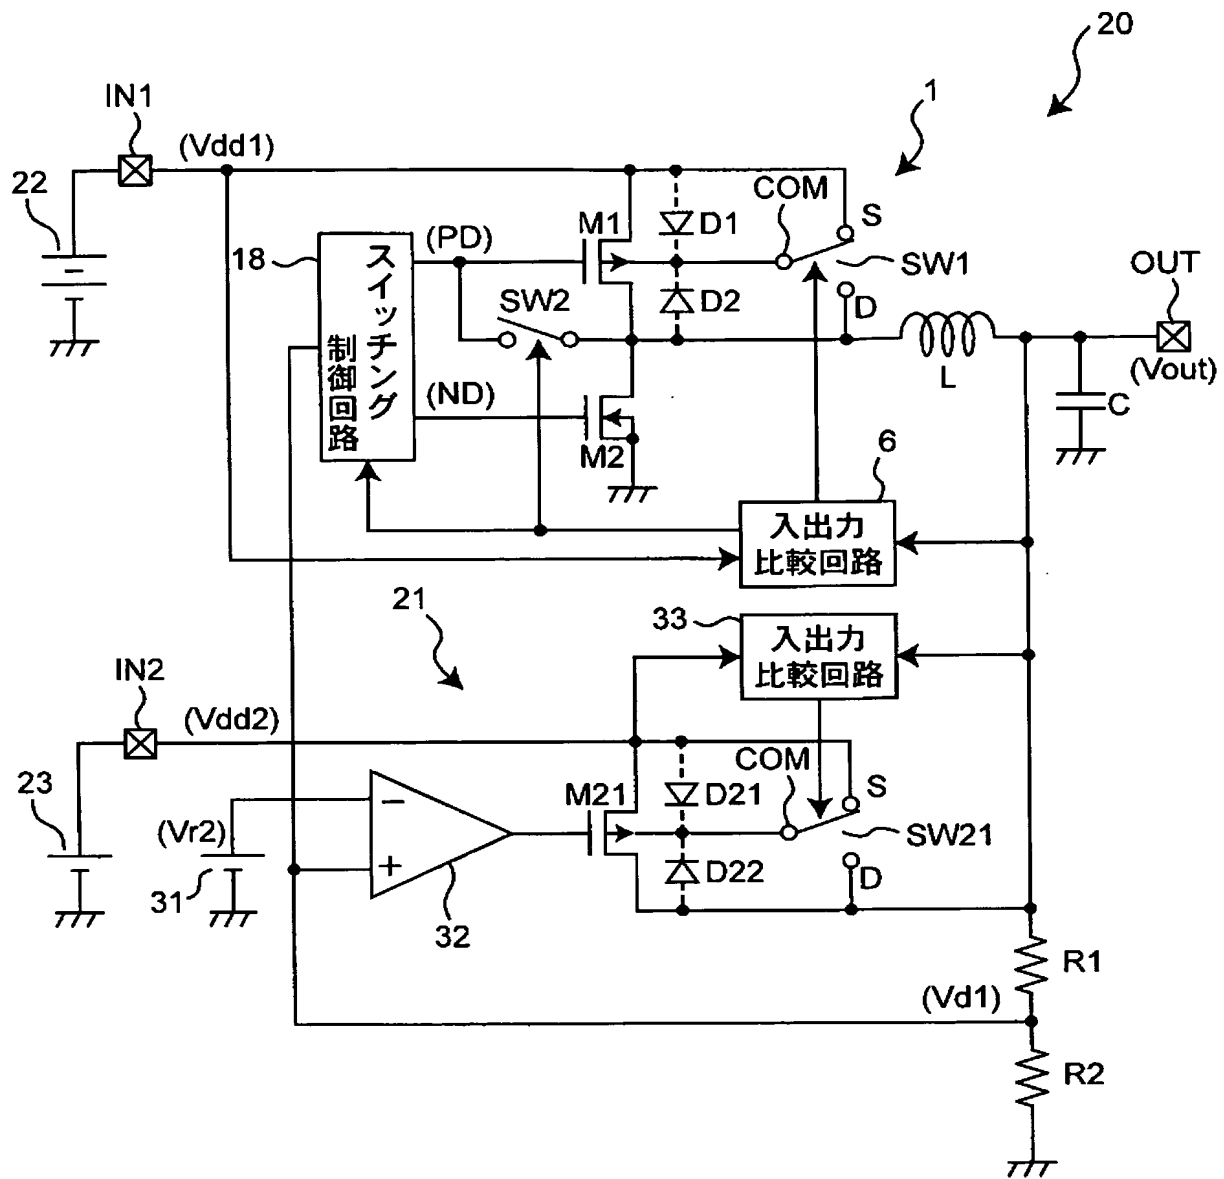 20
IN1
(Vdd1)
1
22
COM
S
18
(PD)
M1
D1
SW1
OUT
スイッチング
制御回路
SW2
D2
D
(Vout)
L
C
(ND)
M2
6
入出力
比較回路
21
33
入出力
比較回路
IN2
(Vdd2)
COM
S
23
M21
D21
(Vr2)
−
SW21
+
D22
D
31
32
R1
(Vd1)
R2